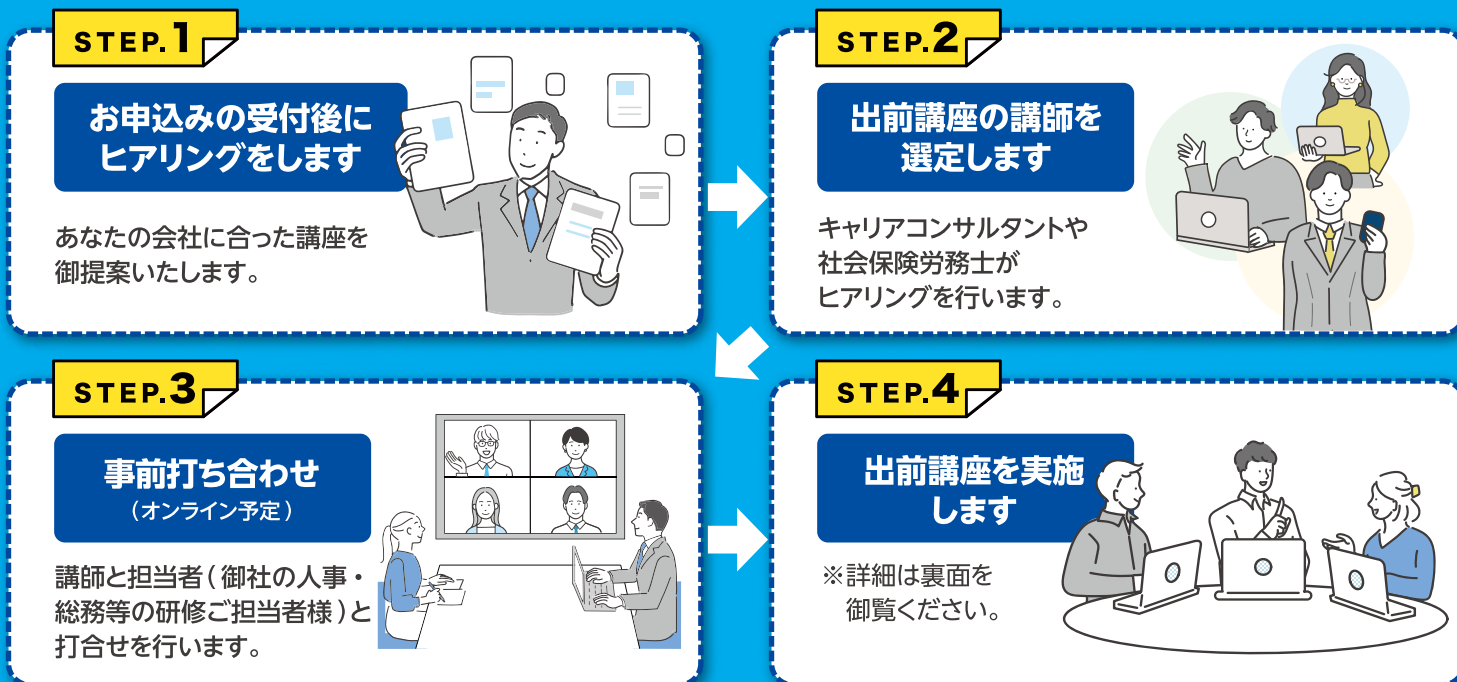 STEP.1
お申込みの受付後に
ヒアリングをします
あなたの会社に合った講座を
御提案いたします。
STEP.2
出前講座の講師を
選定します
キャリアコンサルタントや
社会保険労務士が
ヒアリングを行います。
STEP.3
事前打ち合わせ
(オンライン予定)
講師と担当者(御社の人事・
総務等の研修ご担当者様)と
打合せを行います。
STEP.4
出前講座を実施
します
※詳細は裏面を
御覧ください。